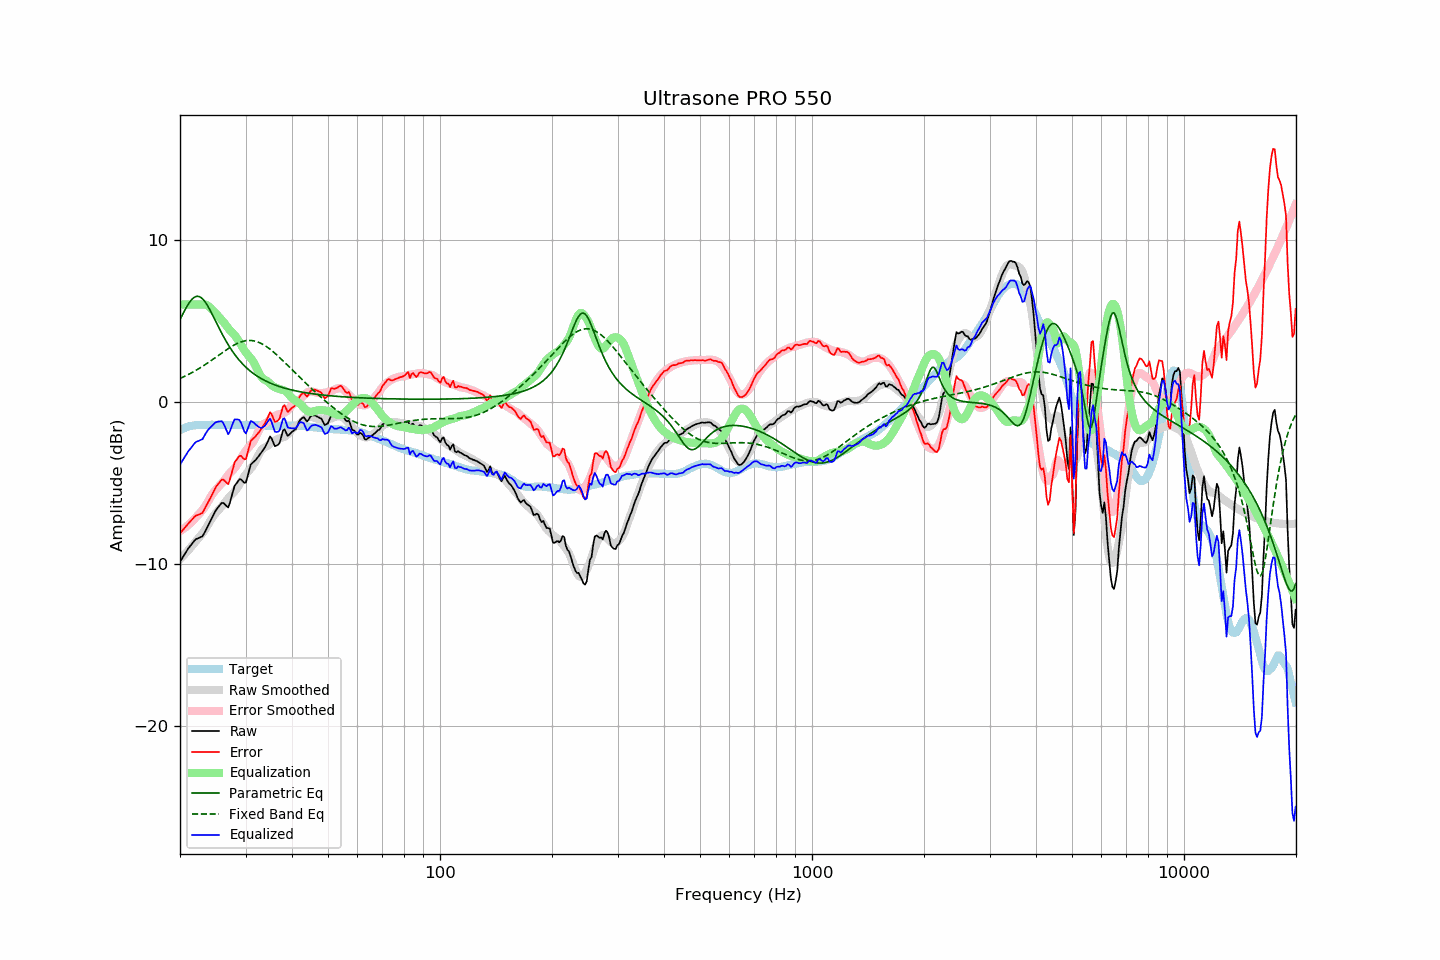 Ultrasone PRO 550
Amplitude (dBr)
10
0
−10
−20
Target
Raw Smoothed
Error Smoothed
Raw
Error
Equalization
Parametric Eq
Fixed Band Eq
Equalized
100
1000
10000
Frequency (Hz)